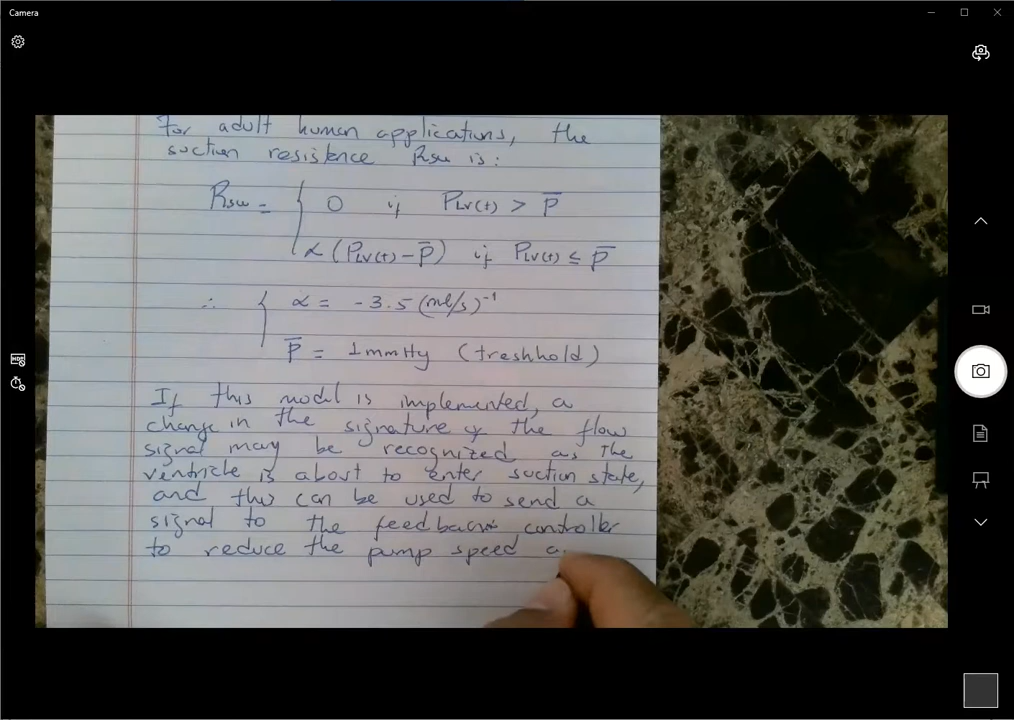 Camera
For adult human applications, the
suction resistence Rsu is:
Rsu = { 0 if PLV(t) > P̅
α (PLV(t) - P̅) if PLV(t) ≤ P̅
∴ { α = -3.5 (ml/s)⁻¹
P̅ = 1mmHg (treshhold)
If this model is implemented, a
change in the signature of the flow
signal may be recognized as the
ventricle is about to enter suction state,
and this can be used to send a
signal to the feedback controller
to reduce the pump speed